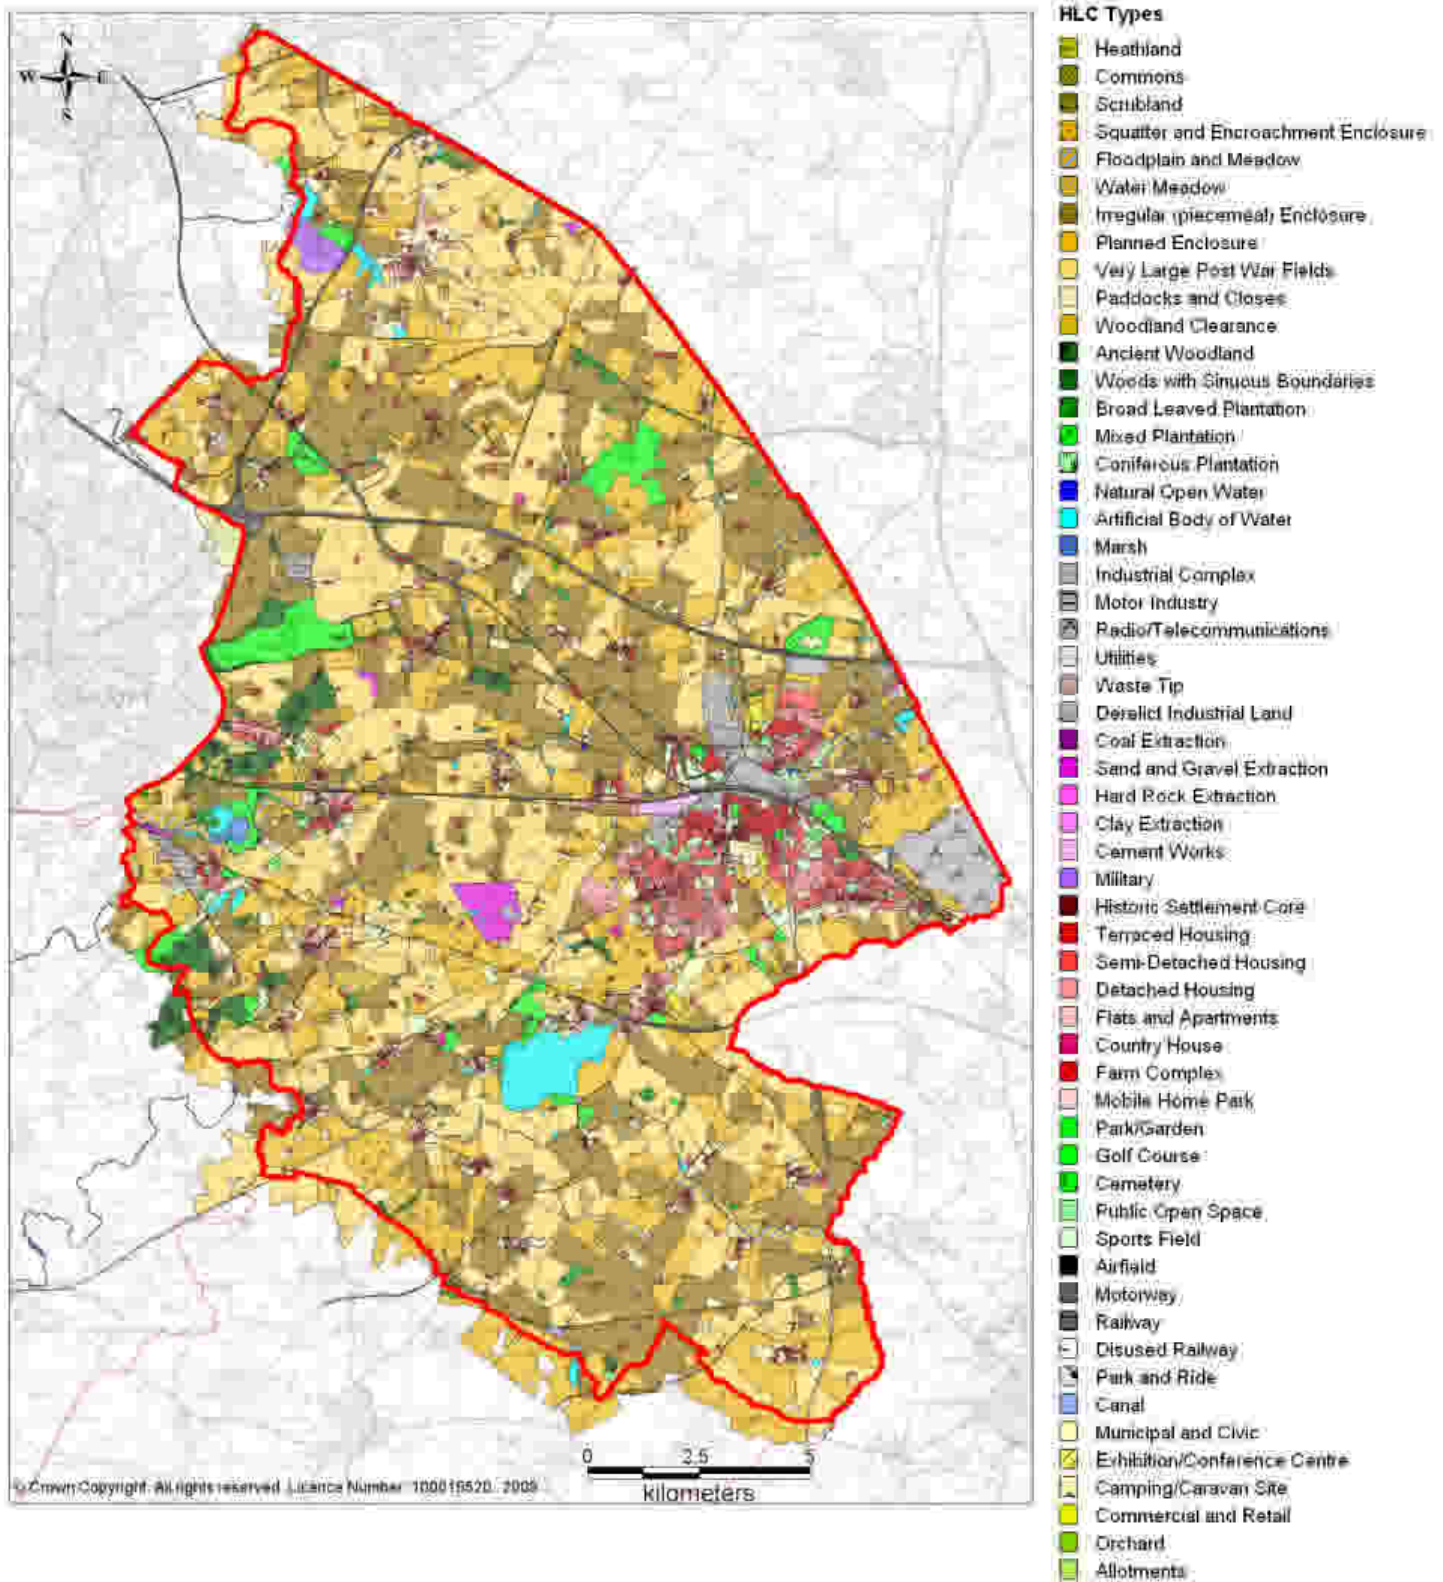 HLC Types
N
W
Heathland
Commons
Scrubland
Squatter and Encroachment Enclosure
Floodplain and Meadow
Water Meadow
Irregular (piecemeal) Enclosure
Planned Enclosure
Very Large Post War Fields
Paddocks and Closes
Woodland Clearance
Ancient Woodland
Woods with Sinuous Boundaries
Broad Leaved Plantation
Mixed Plantation
Coniferous Plantation
Natural Open Water
Artificial Body of Water
Marsh
Industrial Complex
Motor Industry
Radio/Telecommunications
Utilities
Waste Tip
Derelict Industrial Land
Coal Extraction
Sand and Gravel Extraction
Hard Rock Extraction
Clay Extraction
Cement Works
Military
Historic Settlement Core
Terraced Housing
Semi-Detached Housing
Detached Housing
Flats and Apartments
Country House
Farm Complex
Mobile Home Park
Park/Garden
Golf Course
Cemetery
Public Open Space
Sports Field
Airfield
Motorway
Railway
Disused Railway
Park and Ride
Canal
Municipal and Civic
Exhibition/Conference Centre
Camping/Caravan Site
Commercial and Retail
Orchard
Allotments
0 2.5 5
kilometers
© Crown Copyright. All rights reserved. Licence Number 100019520. 2009